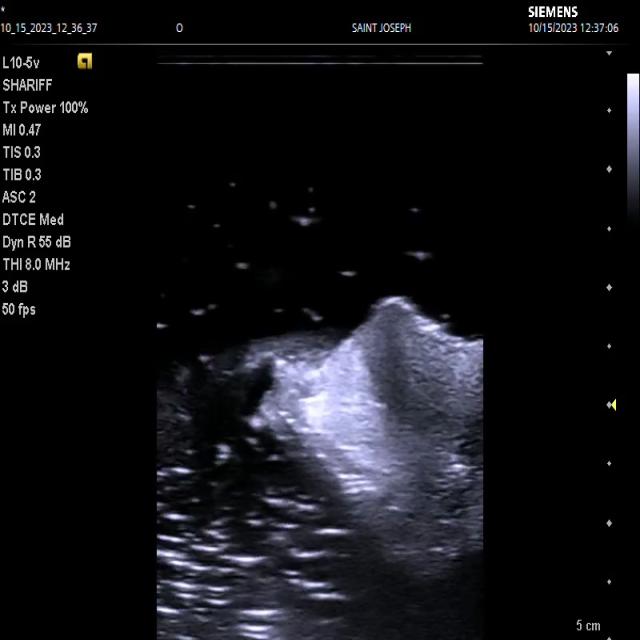 *
SIEMENS
10_15_2023_12_36_37 O SAINT JOSEPH 10/15/2023 12:37:06
L10-5v
SHARIFF
Tx Power 100%
MI 0.47
TIS 0.3
TIB 0.3
ASC 2
DTCE Med
Dyn R 55 dB
THI 8.0 MHz
3 dB
50 fps
5 cm